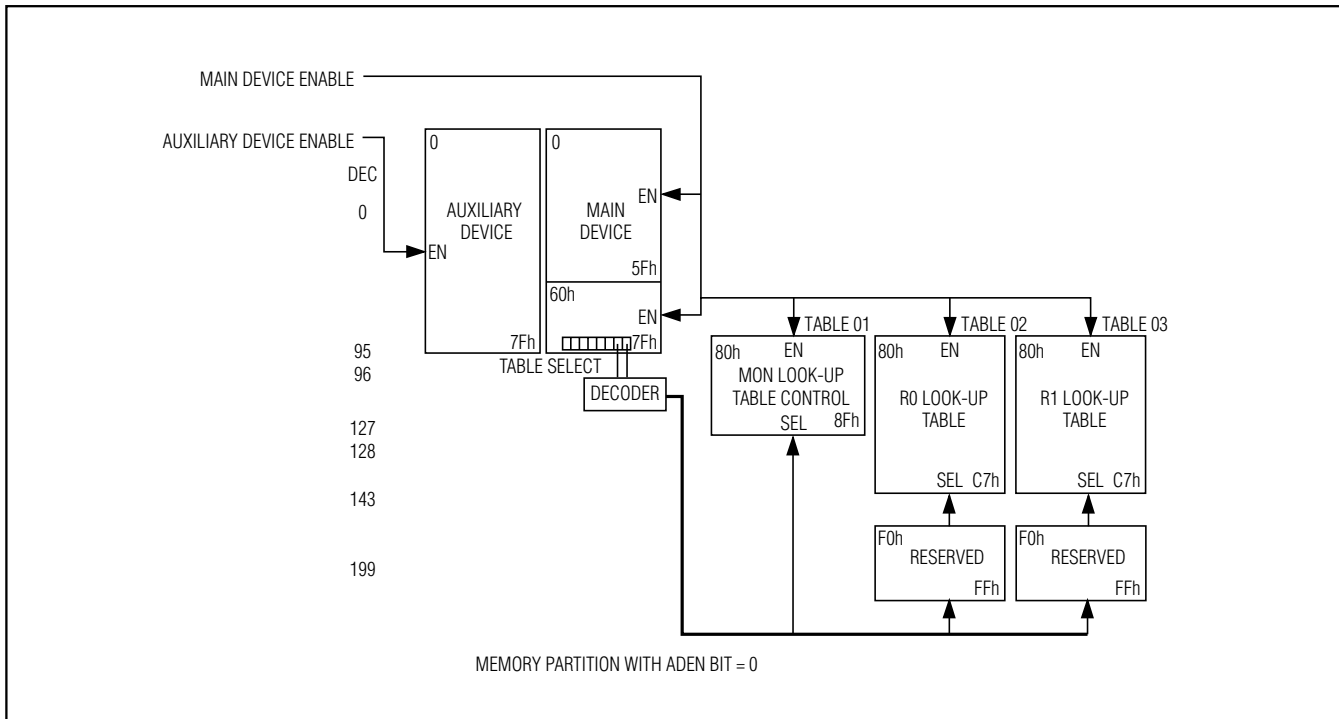 MAIN DEVICE ENABLE
AUXILIARY DEVICE ENABLE
DEC
0
95
96
127
128
143
199
0
AUXILIARY
DEVICE
EN
7Fh
0
EN
MAIN
DEVICE
5Fh
60h
EN
7Fh
TABLE SELECT
DECODER
TABLE 01
80h
EN
MON LOOK-UP
TABLE CONTROL
SEL
8Fh
TABLE 02
80h
EN
R0 LOOK-UP
TABLE
SEL C7h
F0h
RESERVED
FFh
TABLE 03
80h
EN
R1 LOOK-UP
TABLE
SEL C7h
F0h
RESERVED
FFh
MEMORY PARTITION WITH ADEN BIT = 0